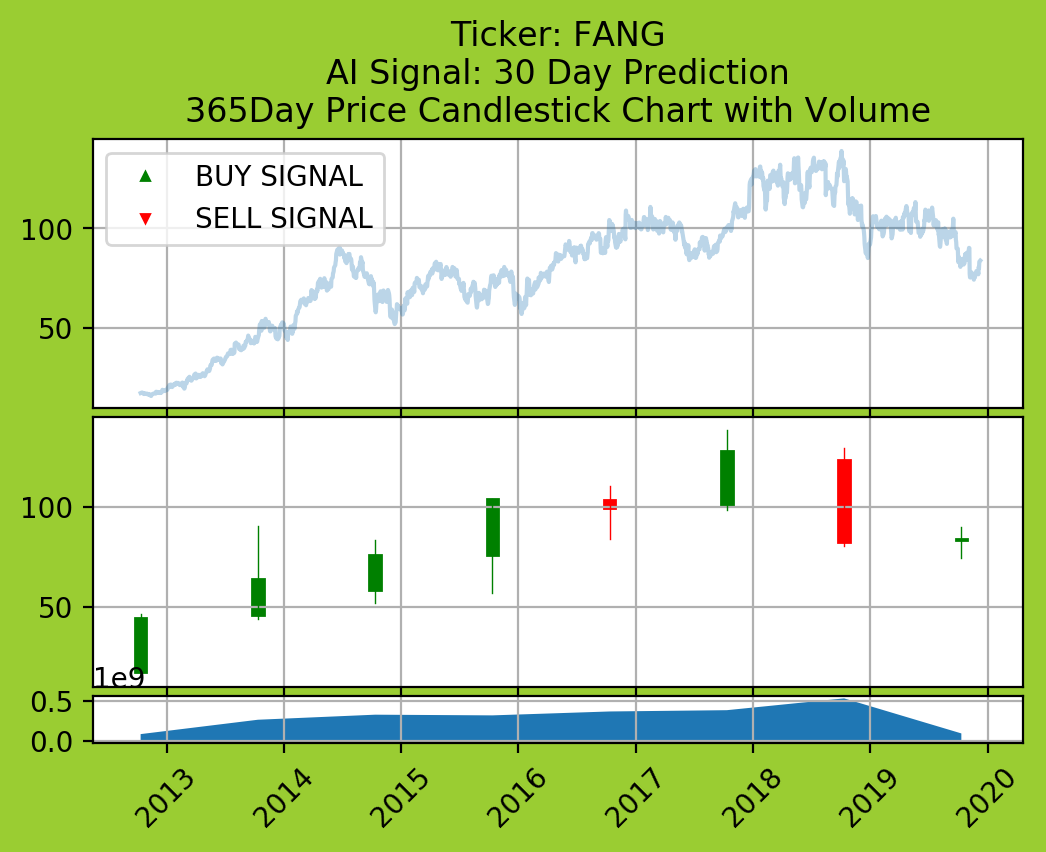 Ticker: FANG
AI Signal: 30 Day Prediction
365Day Price Candlestick Chart with Volume
BUY SIGNAL
SELL SIGNAL
100
50
100
50
1e9
0.5
0.0
2013 2014 2015 2016 2017 2018 2019 2020